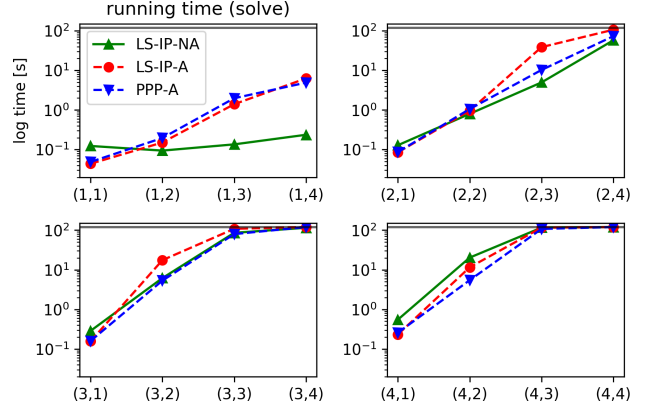 running time (solve)
log time [s]
10²
10¹
10⁰
10⁻¹
LS-IP-NA
LS-IP-A
PPP-A
(1,1) (1,2) (1,3) (1,4)
10²
10¹
10⁰
10⁻¹
(2,1) (2,2) (2,3) (2,4)
10²
10¹
10⁰
10⁻¹
(3,1) (3,2) (3,3) (3,4)
10²
10¹
10⁰
10⁻¹
(4,1) (4,2) (4,3) (4,4)